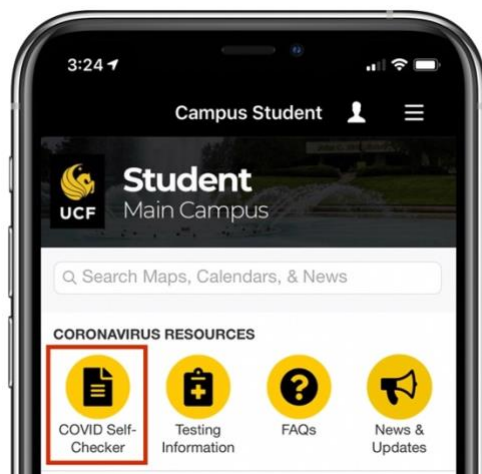 3:24
Campus Student
Student
Main Campus
UCF
Search Maps, Calendars, & News
CORONAVIRUS RESOURCES
COVID Self-
Checker
Testing
Information
FAQs
News &
Updates